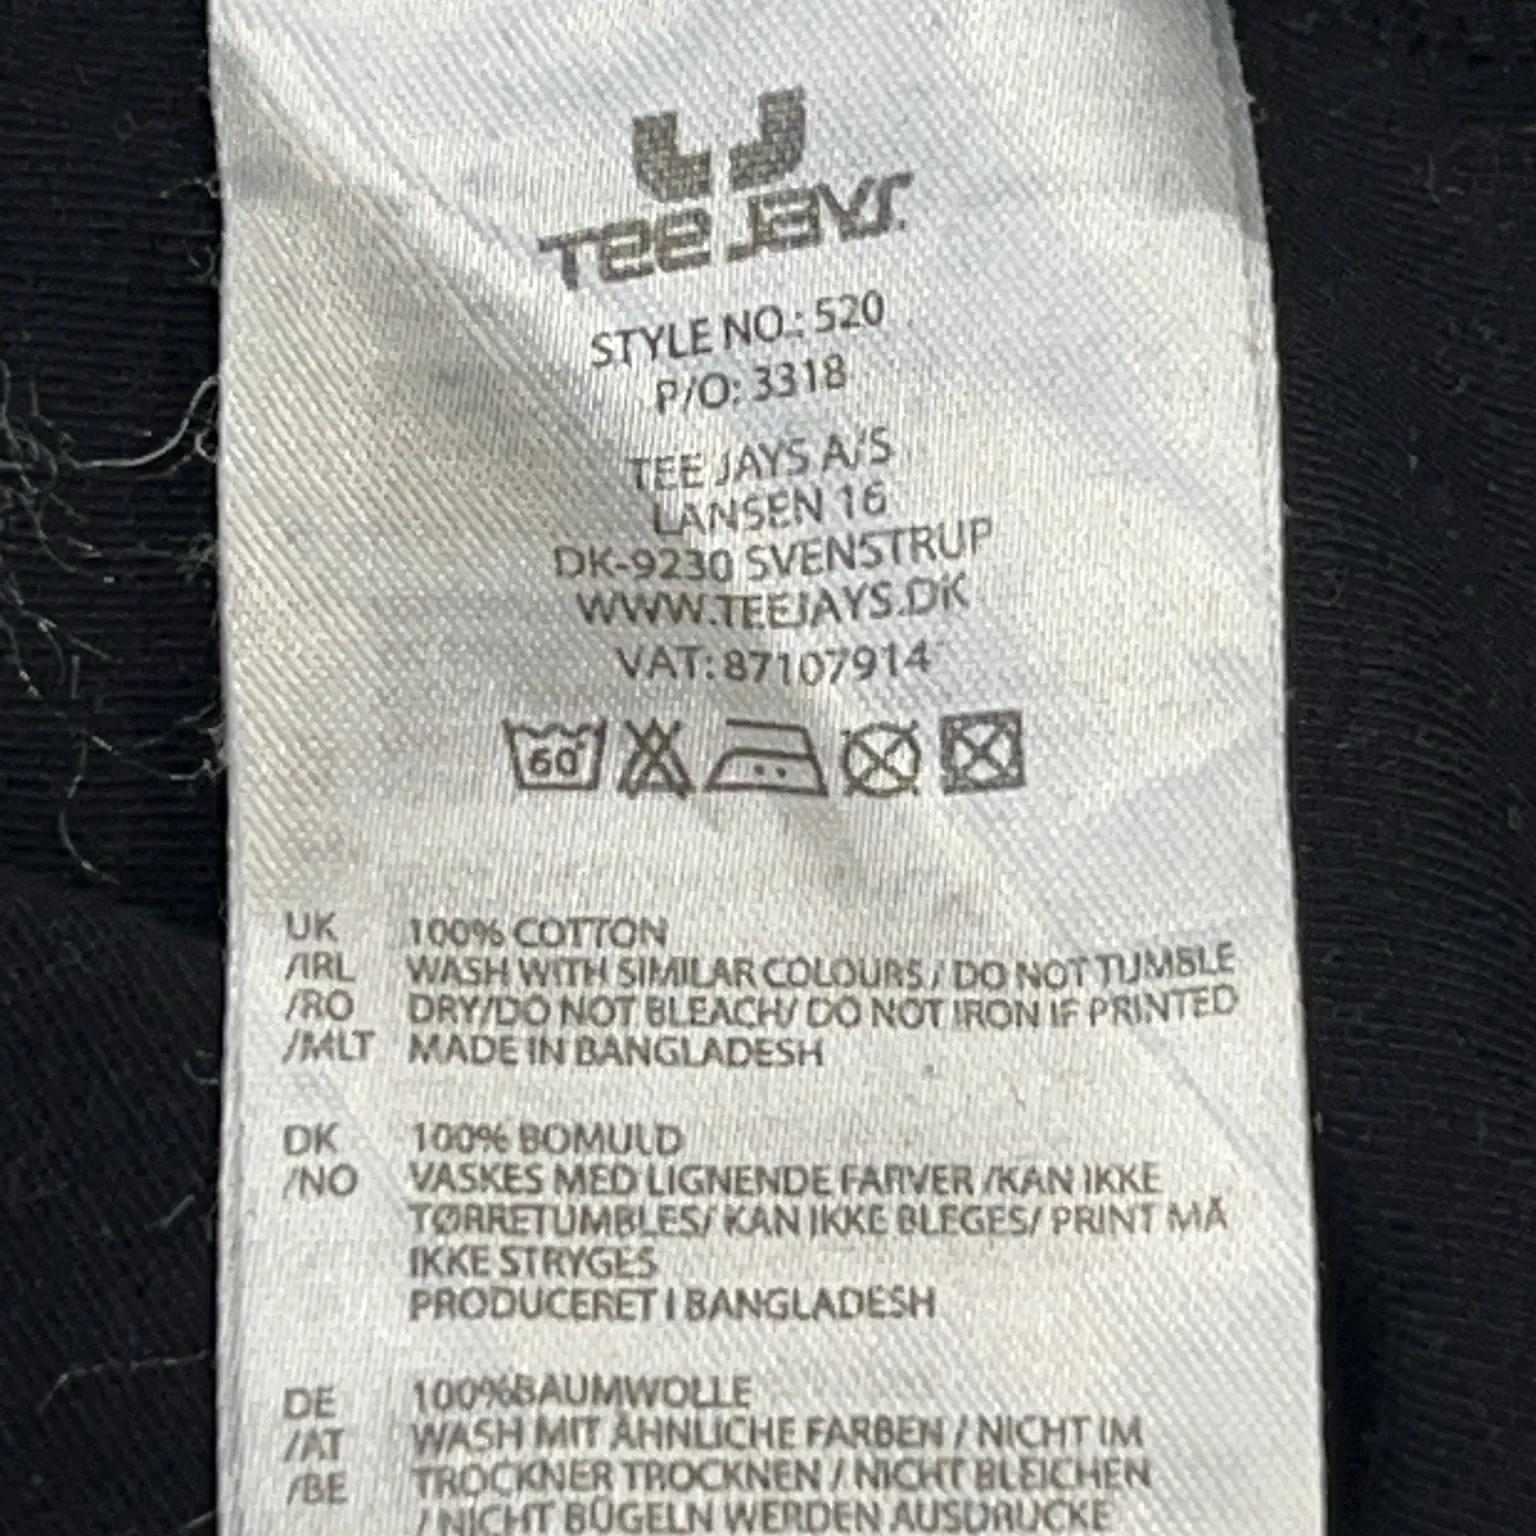 TEE JAYS.
STYLE NO.: 520
P/O: 3318
TEE JAYS A/S
LANSEN 16
DK-9230 SVENSTRUP
WWW.TEEJAYS.DK
VAT: 87107914
60°
UK 100% COTTON
/IRL WASH WITH SIMILAR COLOURS / DO NOT TUMBLE
/RO DRY/DO NOT BLEACH/ DO NOT IRON IF PRINTED
/MLT MADE IN BANGLADESH
DK 100% BOMULD
/NO VASKES MED LIGNENDE FARVER /KAN IKKE
TØRRETUMBLES/ KAN IKKE BLEGES/ PRINT MÅ
IKKE STRYGES
PRODUCERET I BANGLADESH
DE 100%BAUMWOLLE
/AT WASH MIT ÄHNLICHE FARBEN / NICHT IM
/BE TROCKNER TROCKNEN / NICHT BLEICHEN
/ NICHT BÜGELN WERDEN AUSDRUCKE